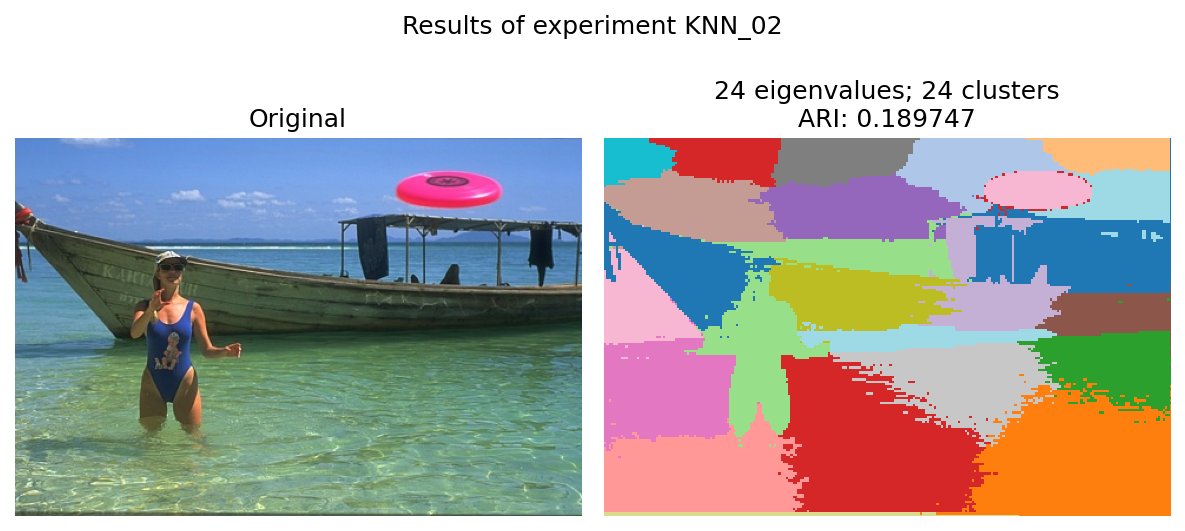 Results of experiment KNN_02
Original
24 eigenvalues; 24 clusters
ARI: 0.189747